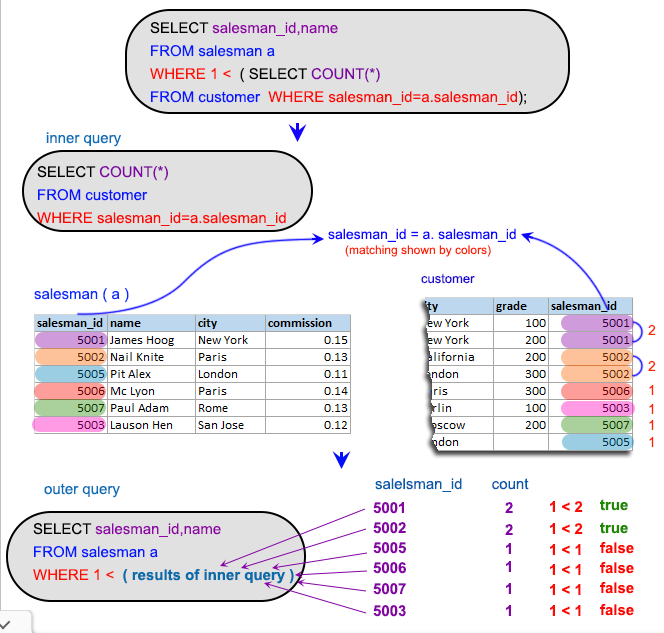 SELECT salesman_id,name
FROM salesman a
WHERE 1 < ( SELECT COUNT(*)
FROM customer WHERE salesman_id=a.salesman_id);
inner query
SELECT COUNT(*)
FROM customer
WHERE salesman_id=a.salesman_id
salesman_id = a. salesman_id
(matching shown by colors)
customer
salesman ( a )
salesman_id name city commission
5001 James Hoog New York 0.15
5002 Nail Knite Paris 0.13
5005 Pit Alex London 0.11
5006 Mc Lyon Paris 0.14
5007 Paul Adam Rome 0.13
5003 Lauson Hen San Jose 0.12
ty grade salesman_id
ew York 100 5001
ew York 200 5001
2
alifornia 200 5002
ndon 300 5002
2
ris 300 5006 1
rlin 100 5003 1
oscow 200 5007 1
ndon 5005 1
outer query
SELECT salesman_id,name
FROM salesman a
WHERE 1 < ( results of inner query )
salelsman_id count
5001 2 1 < 2 true
5002 2 1 < 2 true
5005 1 1 < 1 false
5006 1 1 < 1 false
5007 1 1 < 1 false
5003 1 1 < 1 false